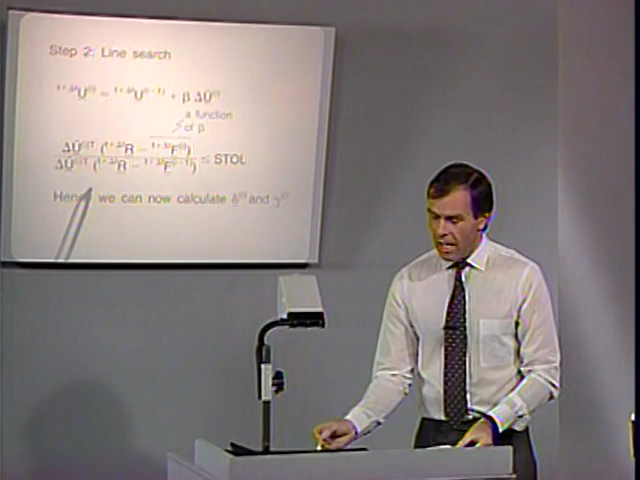 Step 2: Line search
t+Δt U(i) = t+Δt U(i-1) + β ΔŪ(i)
a function
of β
ΔŪ(i)T (t+Δt R - t+Δt F(i))
ΔŪ(i)T (t+Δt R - t+Δt F(i-1)) ≤ STOL
Hence we can now calculate δ(i) and γ(i).